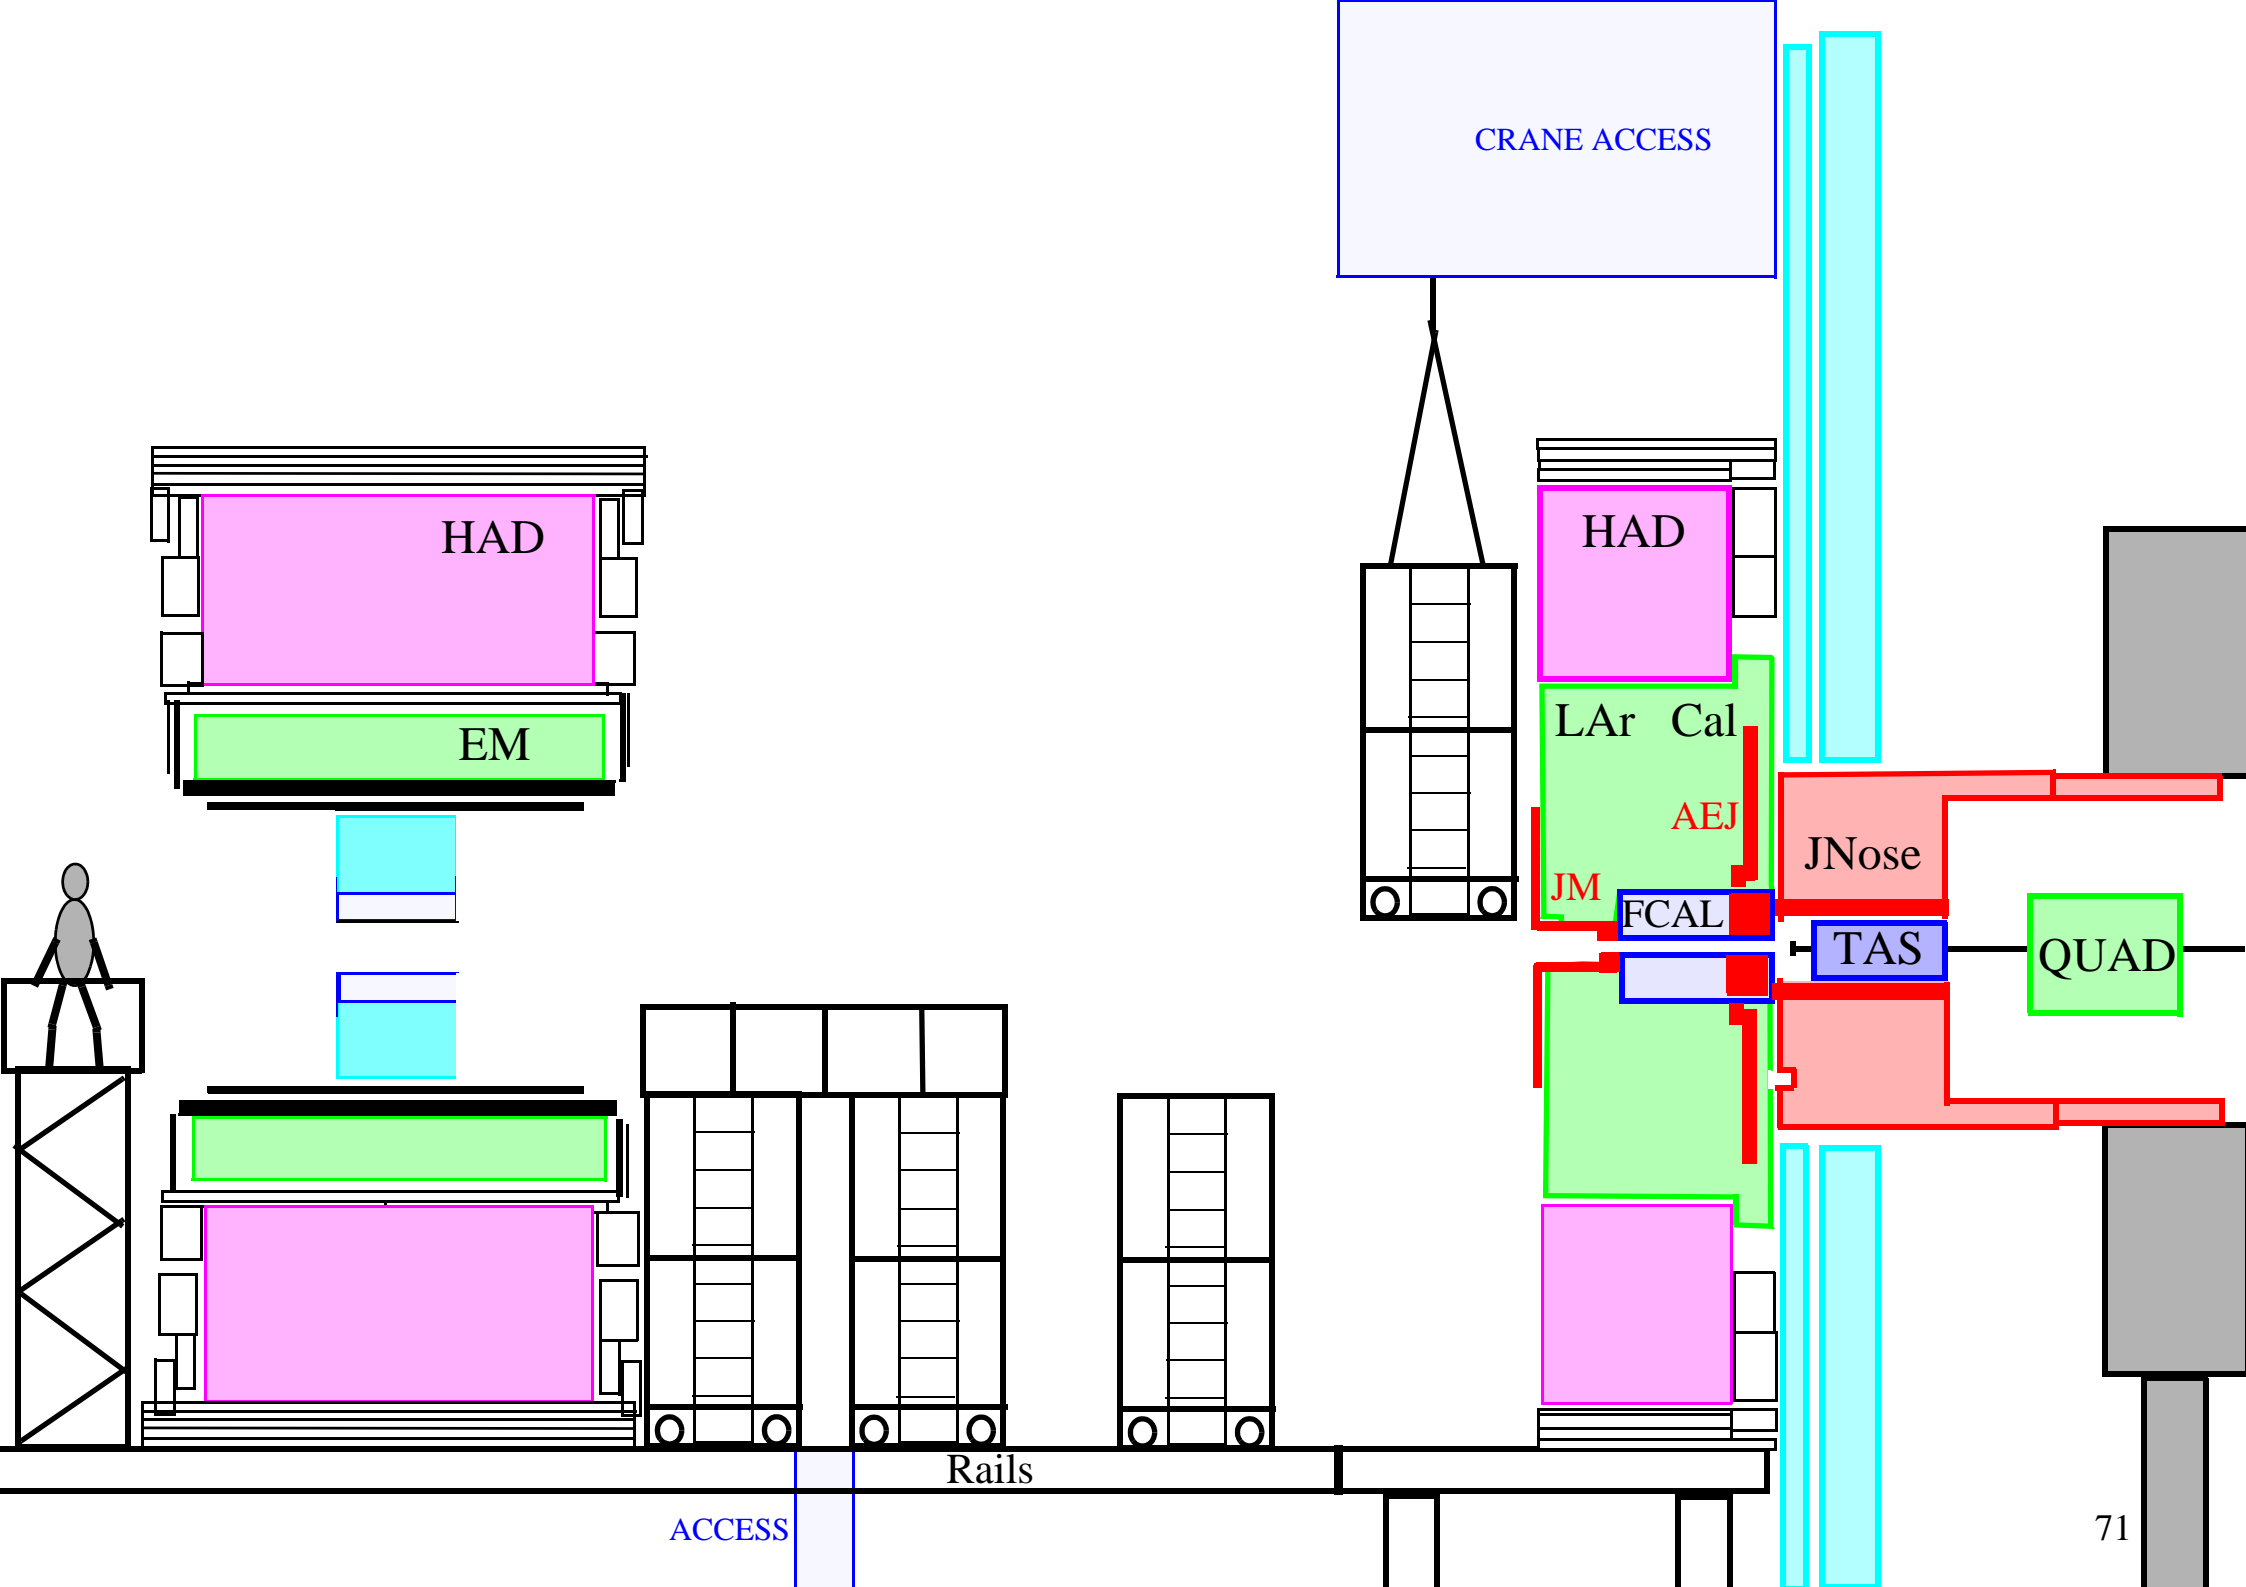 CRANE ACCESS
HAD
HAD
LAr Cal
EM
AEJ
JNose
JM
FCAL
TAS
QUAD
Rails
ACCESS
71